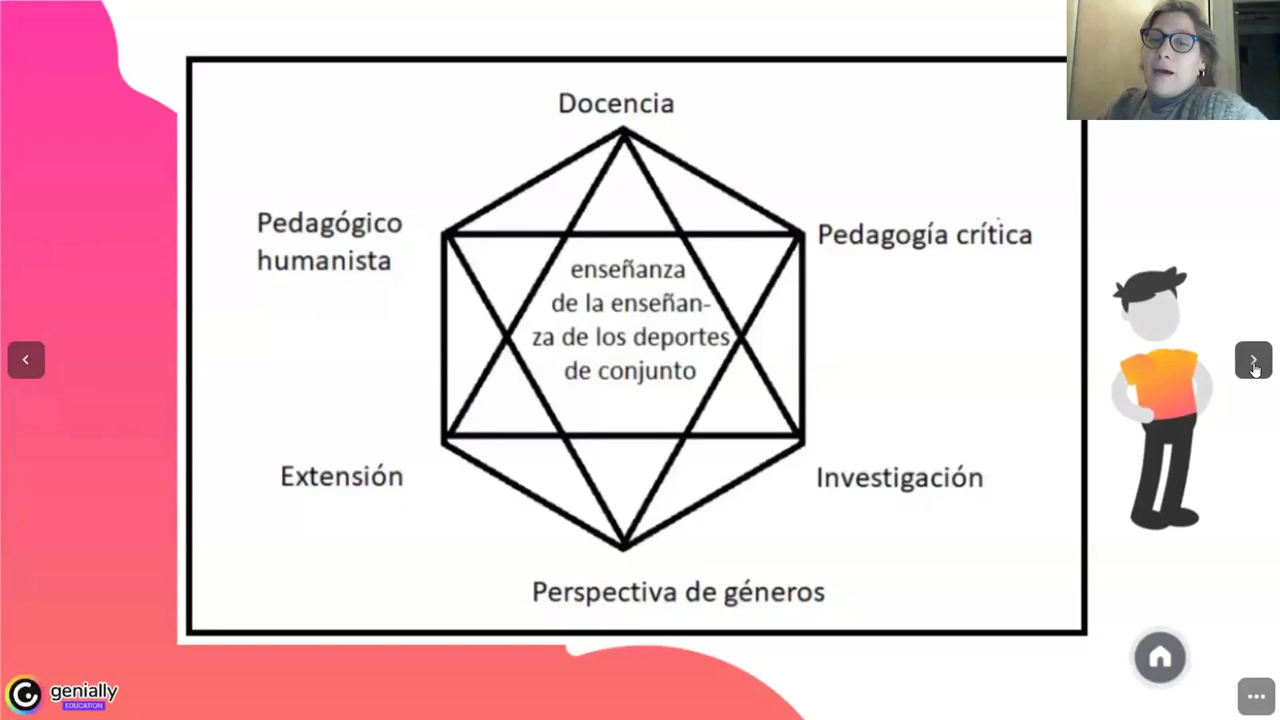 Docencia
Pedagógico
humanista
Pedagogía crítica
enseñanza
de la enseñan-
za de los deportes
de conjunto
Extensión
Investigación
Perspectiva de géneros
genially
EDUCATION